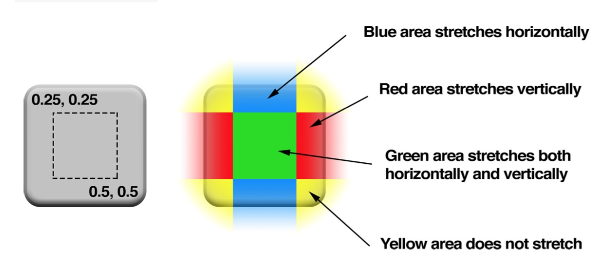 Blue area stretches horizontally
Red area stretches vertically
0.25, 0.25
0.5, 0.5
Green area stretches both
horizontally and vertically
Yellow area does not stretch